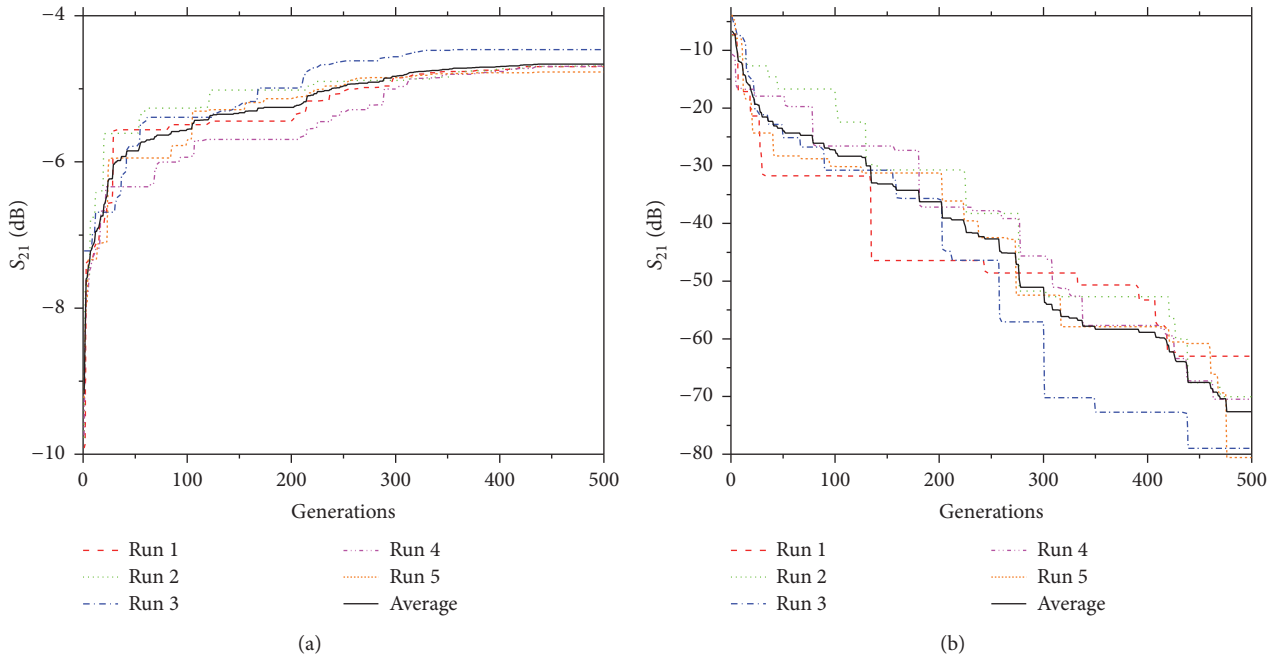 −4
−6
−8
−10
S21 (dB)
0 100 200 300 400 500
Generations
Run 1 Run 4
Run 2 Run 5
Run 3 Average
(a)
−10
−20
−30
−40
−50
−60
−70
−80
S21 (dB)
0 100 200 300 400 500
Generations
Run 1 Run 4
Run 2 Run 5
Run 3 Average
(b)